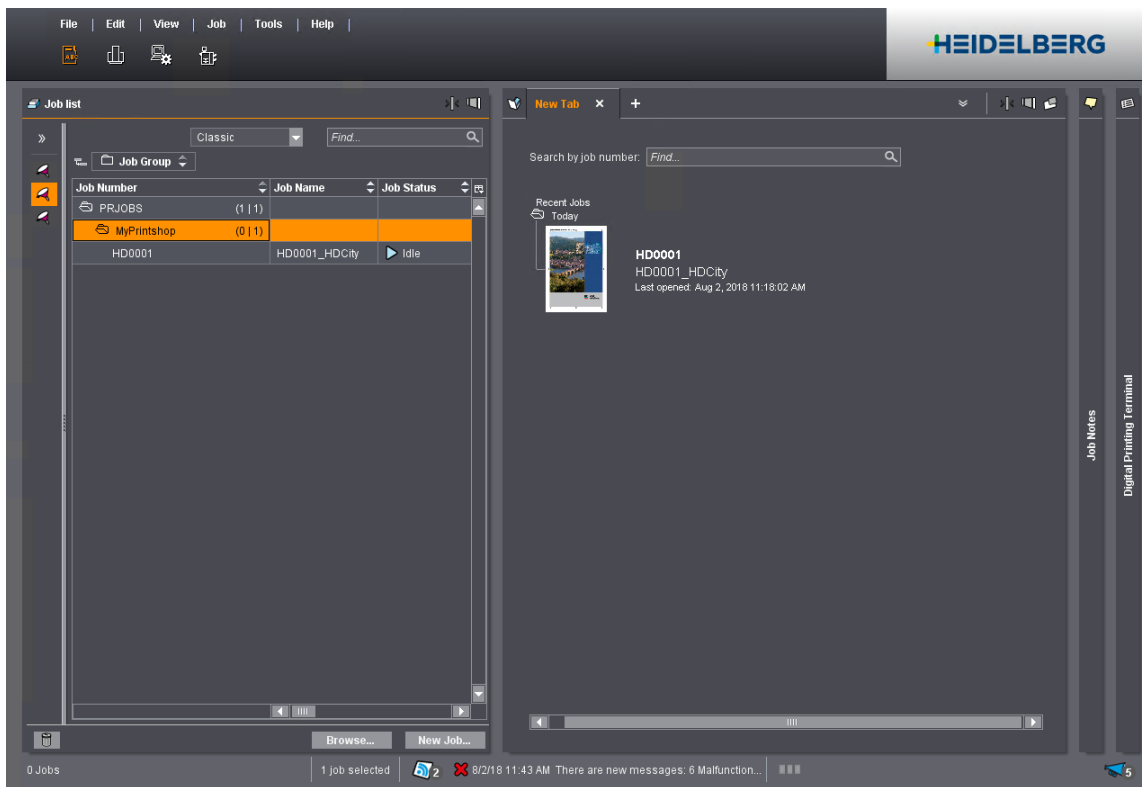 File | Edit | View | Job | Tools | Help |
HEIDELBERG
Job list
Classic
Find...
Job Group
Job Number Job Name Job Status
PRJOBS (1 | 1)
MyPrintshop (0 | 1)
HD0001 HD0001_HDCity Idle
Browse... New Job...
New Tab × +
Search by job number: Find...
Recent Jobs
Today
HD0001
HD0001_HDCity
Last opened: Aug 2, 2018 11:18:02 AM
Job Notes
Digital Printing Terminal
0 Jobs 1 job selected 2 8/2/18 11:43 AM There are new messages: 6 Malfunction... 5